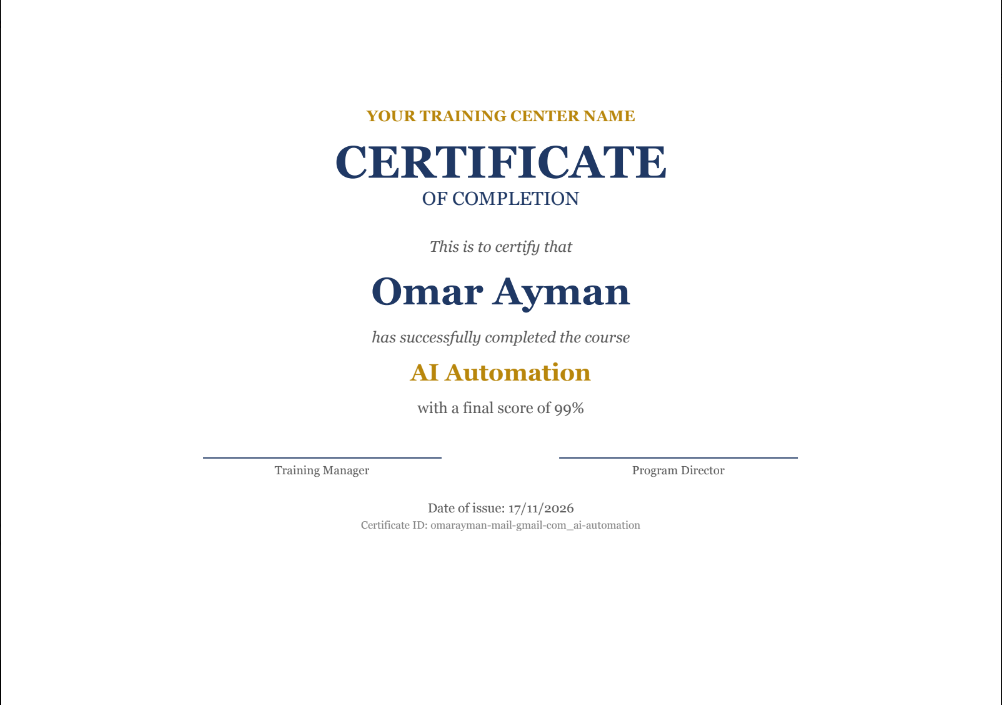 YOUR TRAINING CENTER NAME
CERTIFICATE
OF COMPLETION
This is to certify that
Omar Ayman
has successfully completed the course
AI Automation
with a final score of 99%
Training Manager
Program Director
Date of issue: 17/11/2026
Certificate ID: omarayman-mail-gmail-com_ai-automation